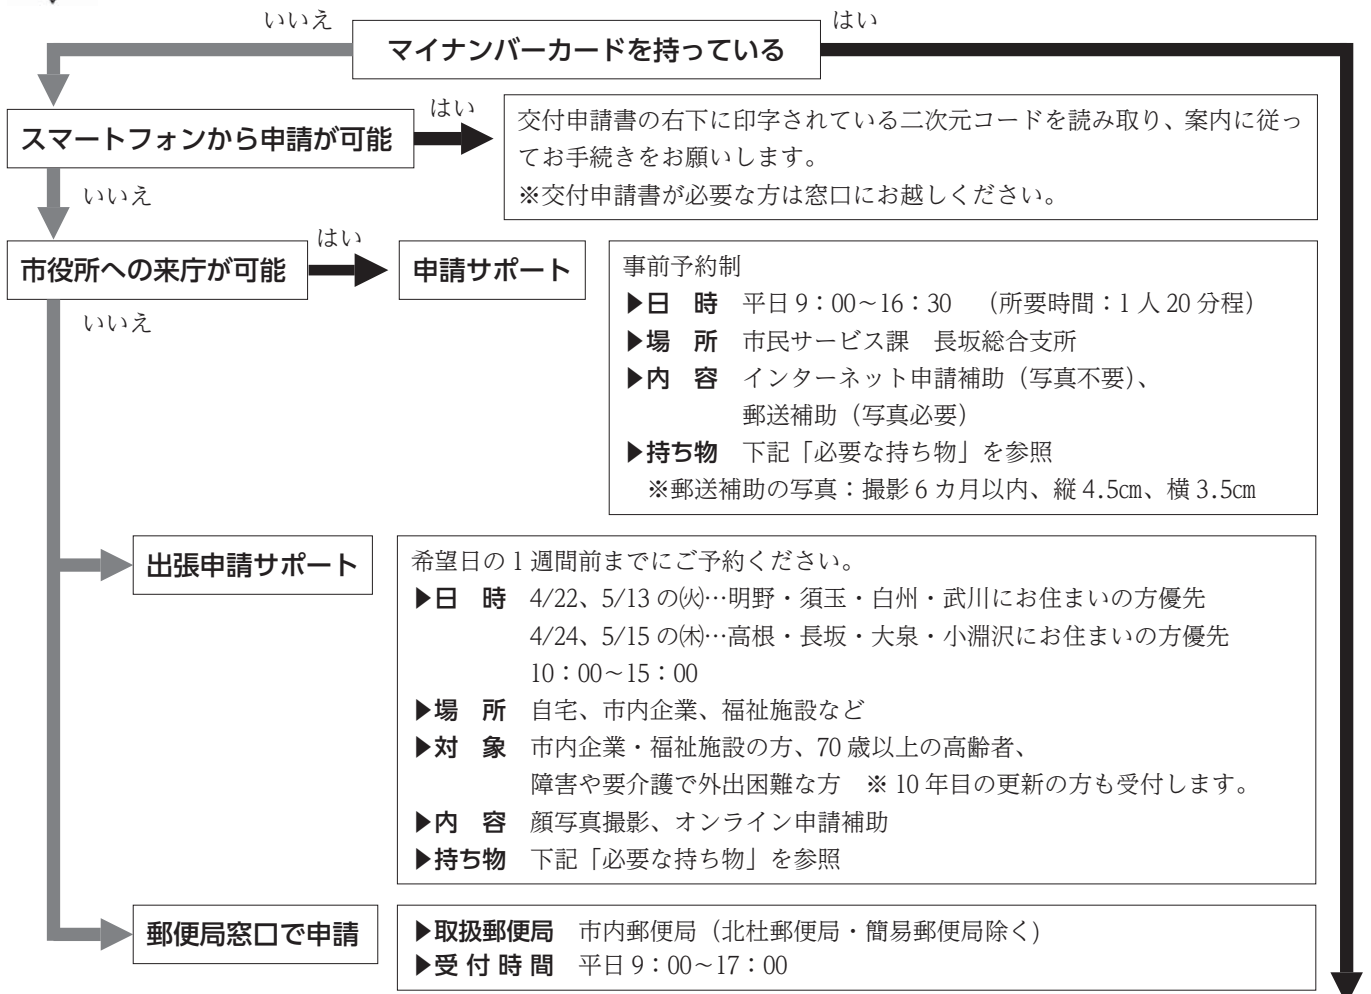 いいえ
はい
マイナンバーカードを持っている
スマートフォンから申請が可能
はい
交付申請書の右下に印字されている二次元コードを読み取り、案内に従っ
てお手続きをお願いします。
※交付申請書が必要な方は窓口にお越しください。
いいえ
市役所への来庁が可能
はい
申請サポート
事前予約制
▶日　時　平日9：00～16：30　（所要時間：1人20分程）
▶場　所　市民サービス課　長坂総合支所
▶内　容　インターネット申請補助（写真不要）、
郵送補助（写真必要）
▶持ち物　下記「必要な持ち物」を参照
※郵送補助の写真：撮影6カ月以内、縦4.5㎝、横3.5㎝
いいえ
出張申請サポート
希望日の1週間前までにご予約ください。
▶日　時　4/22、5/13の㈫…明野・須玉・白州・武川にお住まいの方優先
4/24、5/15の㈭…高根・長坂・大泉・小淵沢にお住まいの方優先
10：00～15：00
▶場　所　自宅、市内企業、福祉施設など
▶対　象　市内企業・福祉施設の方、70歳以上の高齢者、
障害や要介護で外出困難な方　※10年目の更新の方も受付します。
▶内　容　顔写真撮影、オンライン申請補助
▶持ち物　下記「必要な持ち物」を参照
郵便局窓口で申請
▶取扱郵便局　市内郵便局（北杜郵便局・簡易郵便局除く)
▶受付時間　平日9：00～17：00